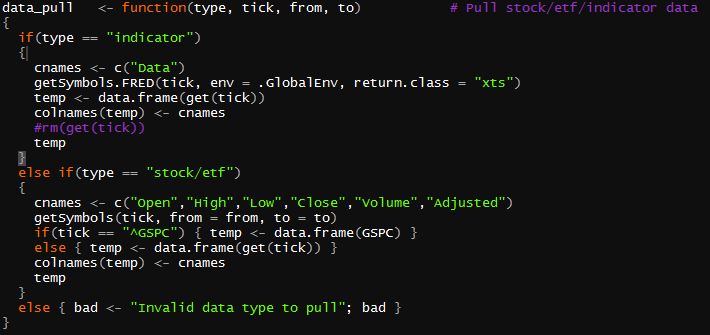 data_pull   <- function(type, tick, from, to)            # Pull stock/etf/indicator data
{
  if(type == "indicator")
  {
    cnames <- c("Data")
    getSymbols.FRED(tick, env = .GlobalEnv, return.class = "xts")
    temp <- data.frame(get(tick))
    colnames(temp) <- cnames
    #rm(get(tick))
    temp
  }
  else if(type == "stock/etf")
  {
    cnames <- c("Open","High","Low","Close","Volume","Adjusted")
    getSymbols(tick, from = from, to = to)
    if(tick == "^GSPC") { temp <- data.frame(GSPC) }
    else { temp <- data.frame(get(tick)) }
    colnames(temp) <- cnames
    temp
  }
  else { bad <- "Invalid data type to pull"; bad }
}